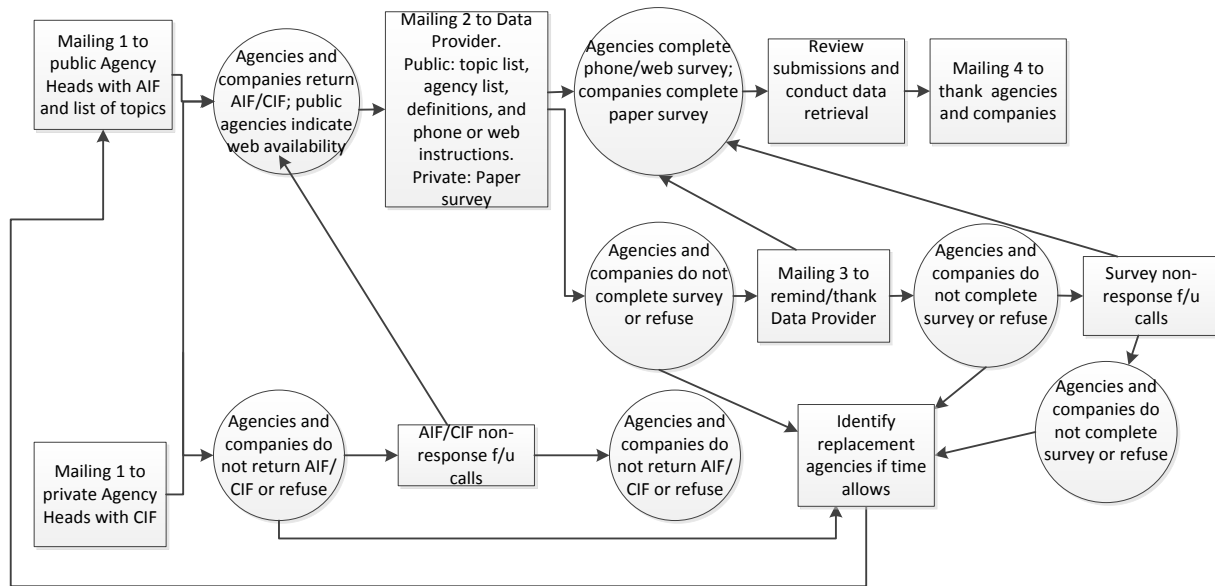 Mailing 1 to
public Agency
Heads with AIF
and list of topics
Agencies and
companies return
AIF/CIF; public
agencies indicate
web availability
Mailing 2 to Data
Provider.
Public: topic list,
agency list,
definitions, and
phone or web
instructions.
Private: Paper
survey
Agencies complete
phone/web survey;
companies complete
paper survey
Review
submissions and
conduct data
retrieval
Mailing 4 to
thank agencies
and companies
Agencies and
companies do not
complete survey
or refuse
Mailing 3 to
remind/thank
Data Provider
Agencies and
companies do
not complete
survey or refuse
Survey non-
response f/u
calls
Mailing 1 to
private Agency
Heads with CIF
Agencies and
companies do
not return AIF/
CIF or refuse
AIF/CIF non-
response f/u
calls
Agencies and
companies do
not return AIF/
CIF or refuse
Identify
replacement
agencies if time
allows
Agencies and
companies do
not complete
survey or refuse